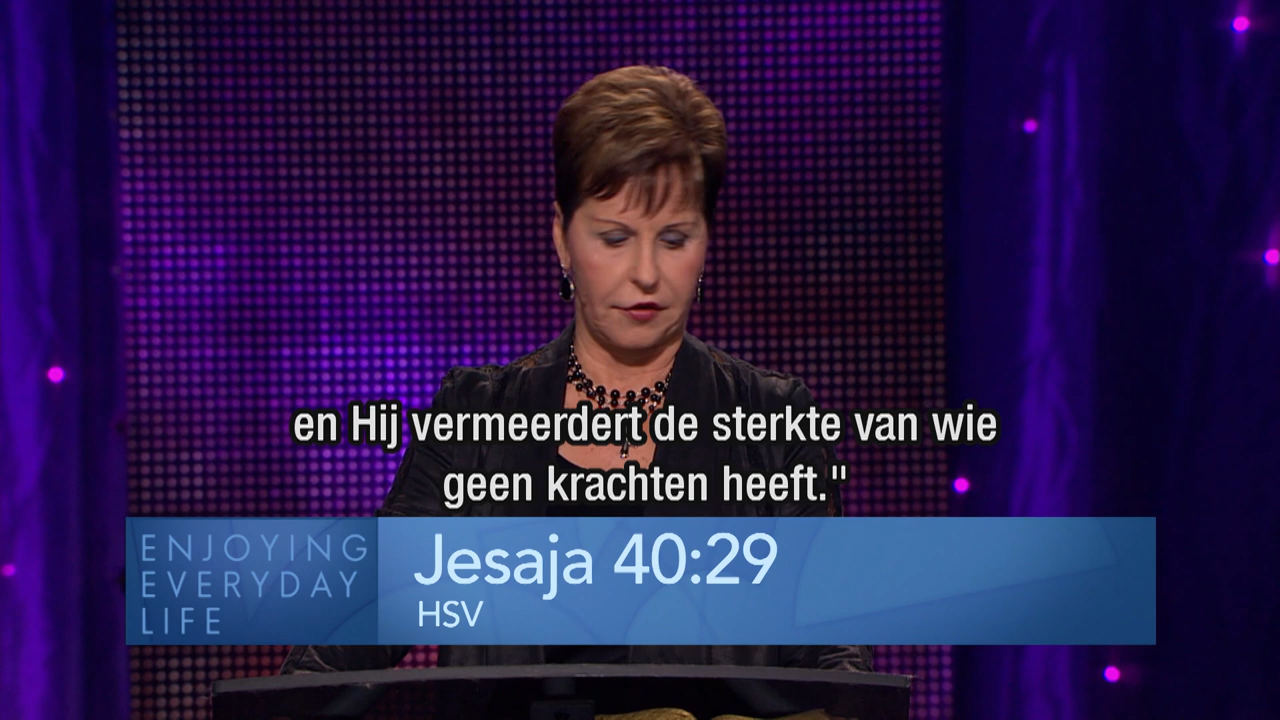 en Hij vermeerdert de sterkte van wie
geen krachten heeft."
ENJOYING
EVERYDAY
LIFE
Jesaja 40:29
HSV